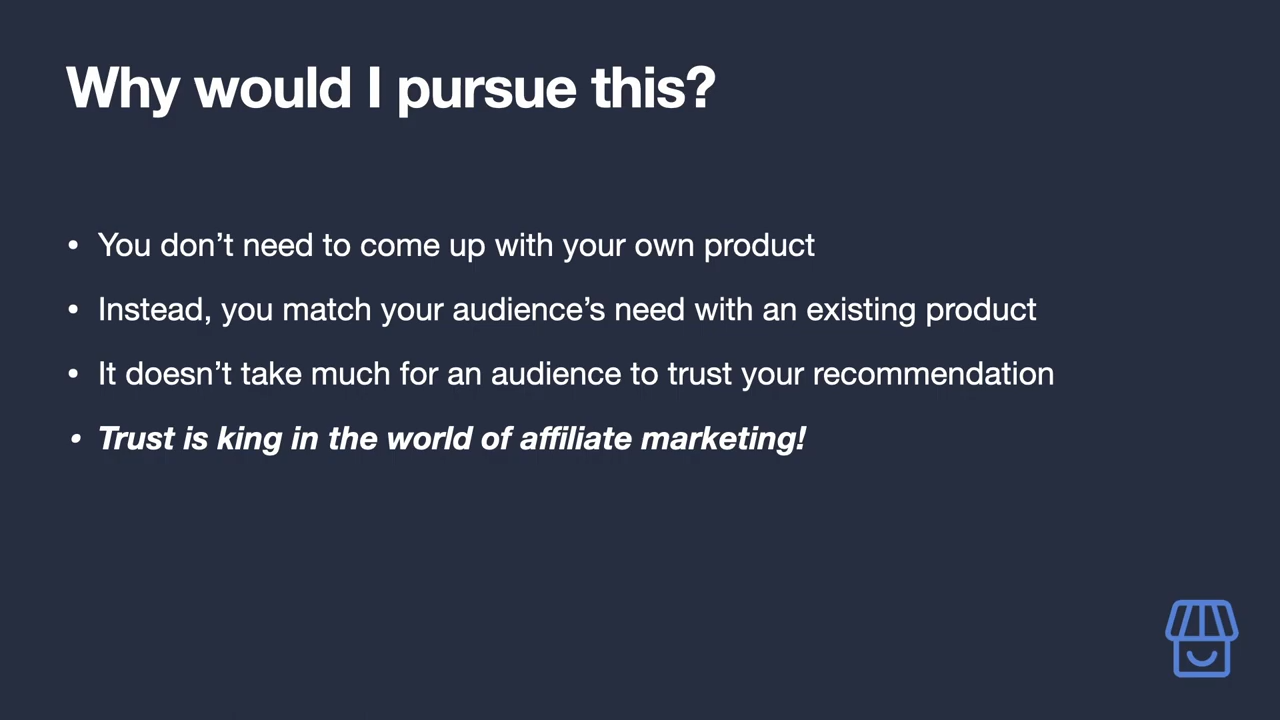 Why would I pursue this?
• You don’t need to come up with your own product
• Instead, you match your audience’s need with an existing product
• It doesn’t take much for an audience to trust your recommendation
• Trust is king in the world of affiliate marketing!